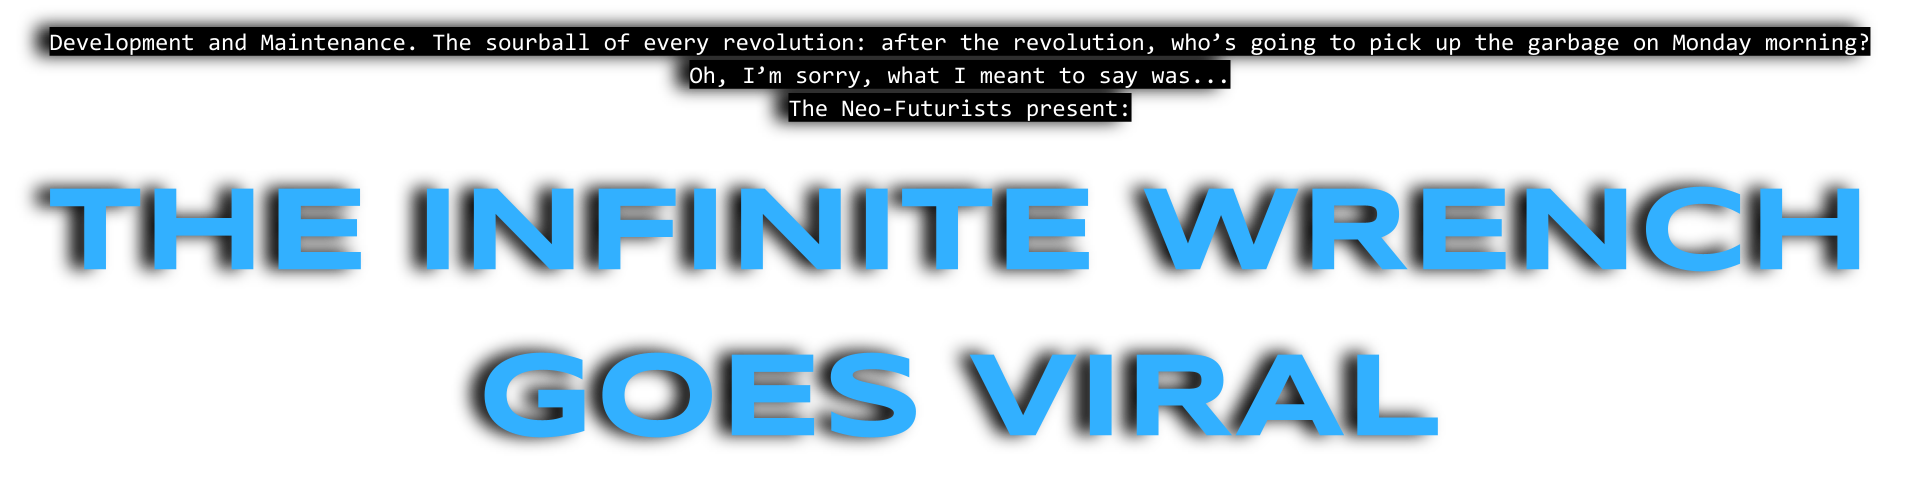 Development and Maintenance. The sourball of every revolution: after the revolution, who’s going to pick up the garbage on Monday morning?
Oh, I’m sorry, what I meant to say was...
The Neo-Futurists present:
THE INFINITE WRENCH
GOES VIRAL